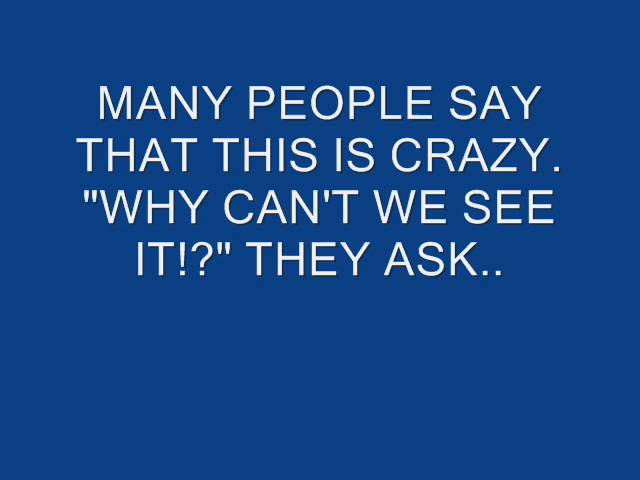 MANY PEOPLE SAY
THAT THIS IS CRAZY.
"WHY CAN'T WE SEE
IT!?" THEY ASK..